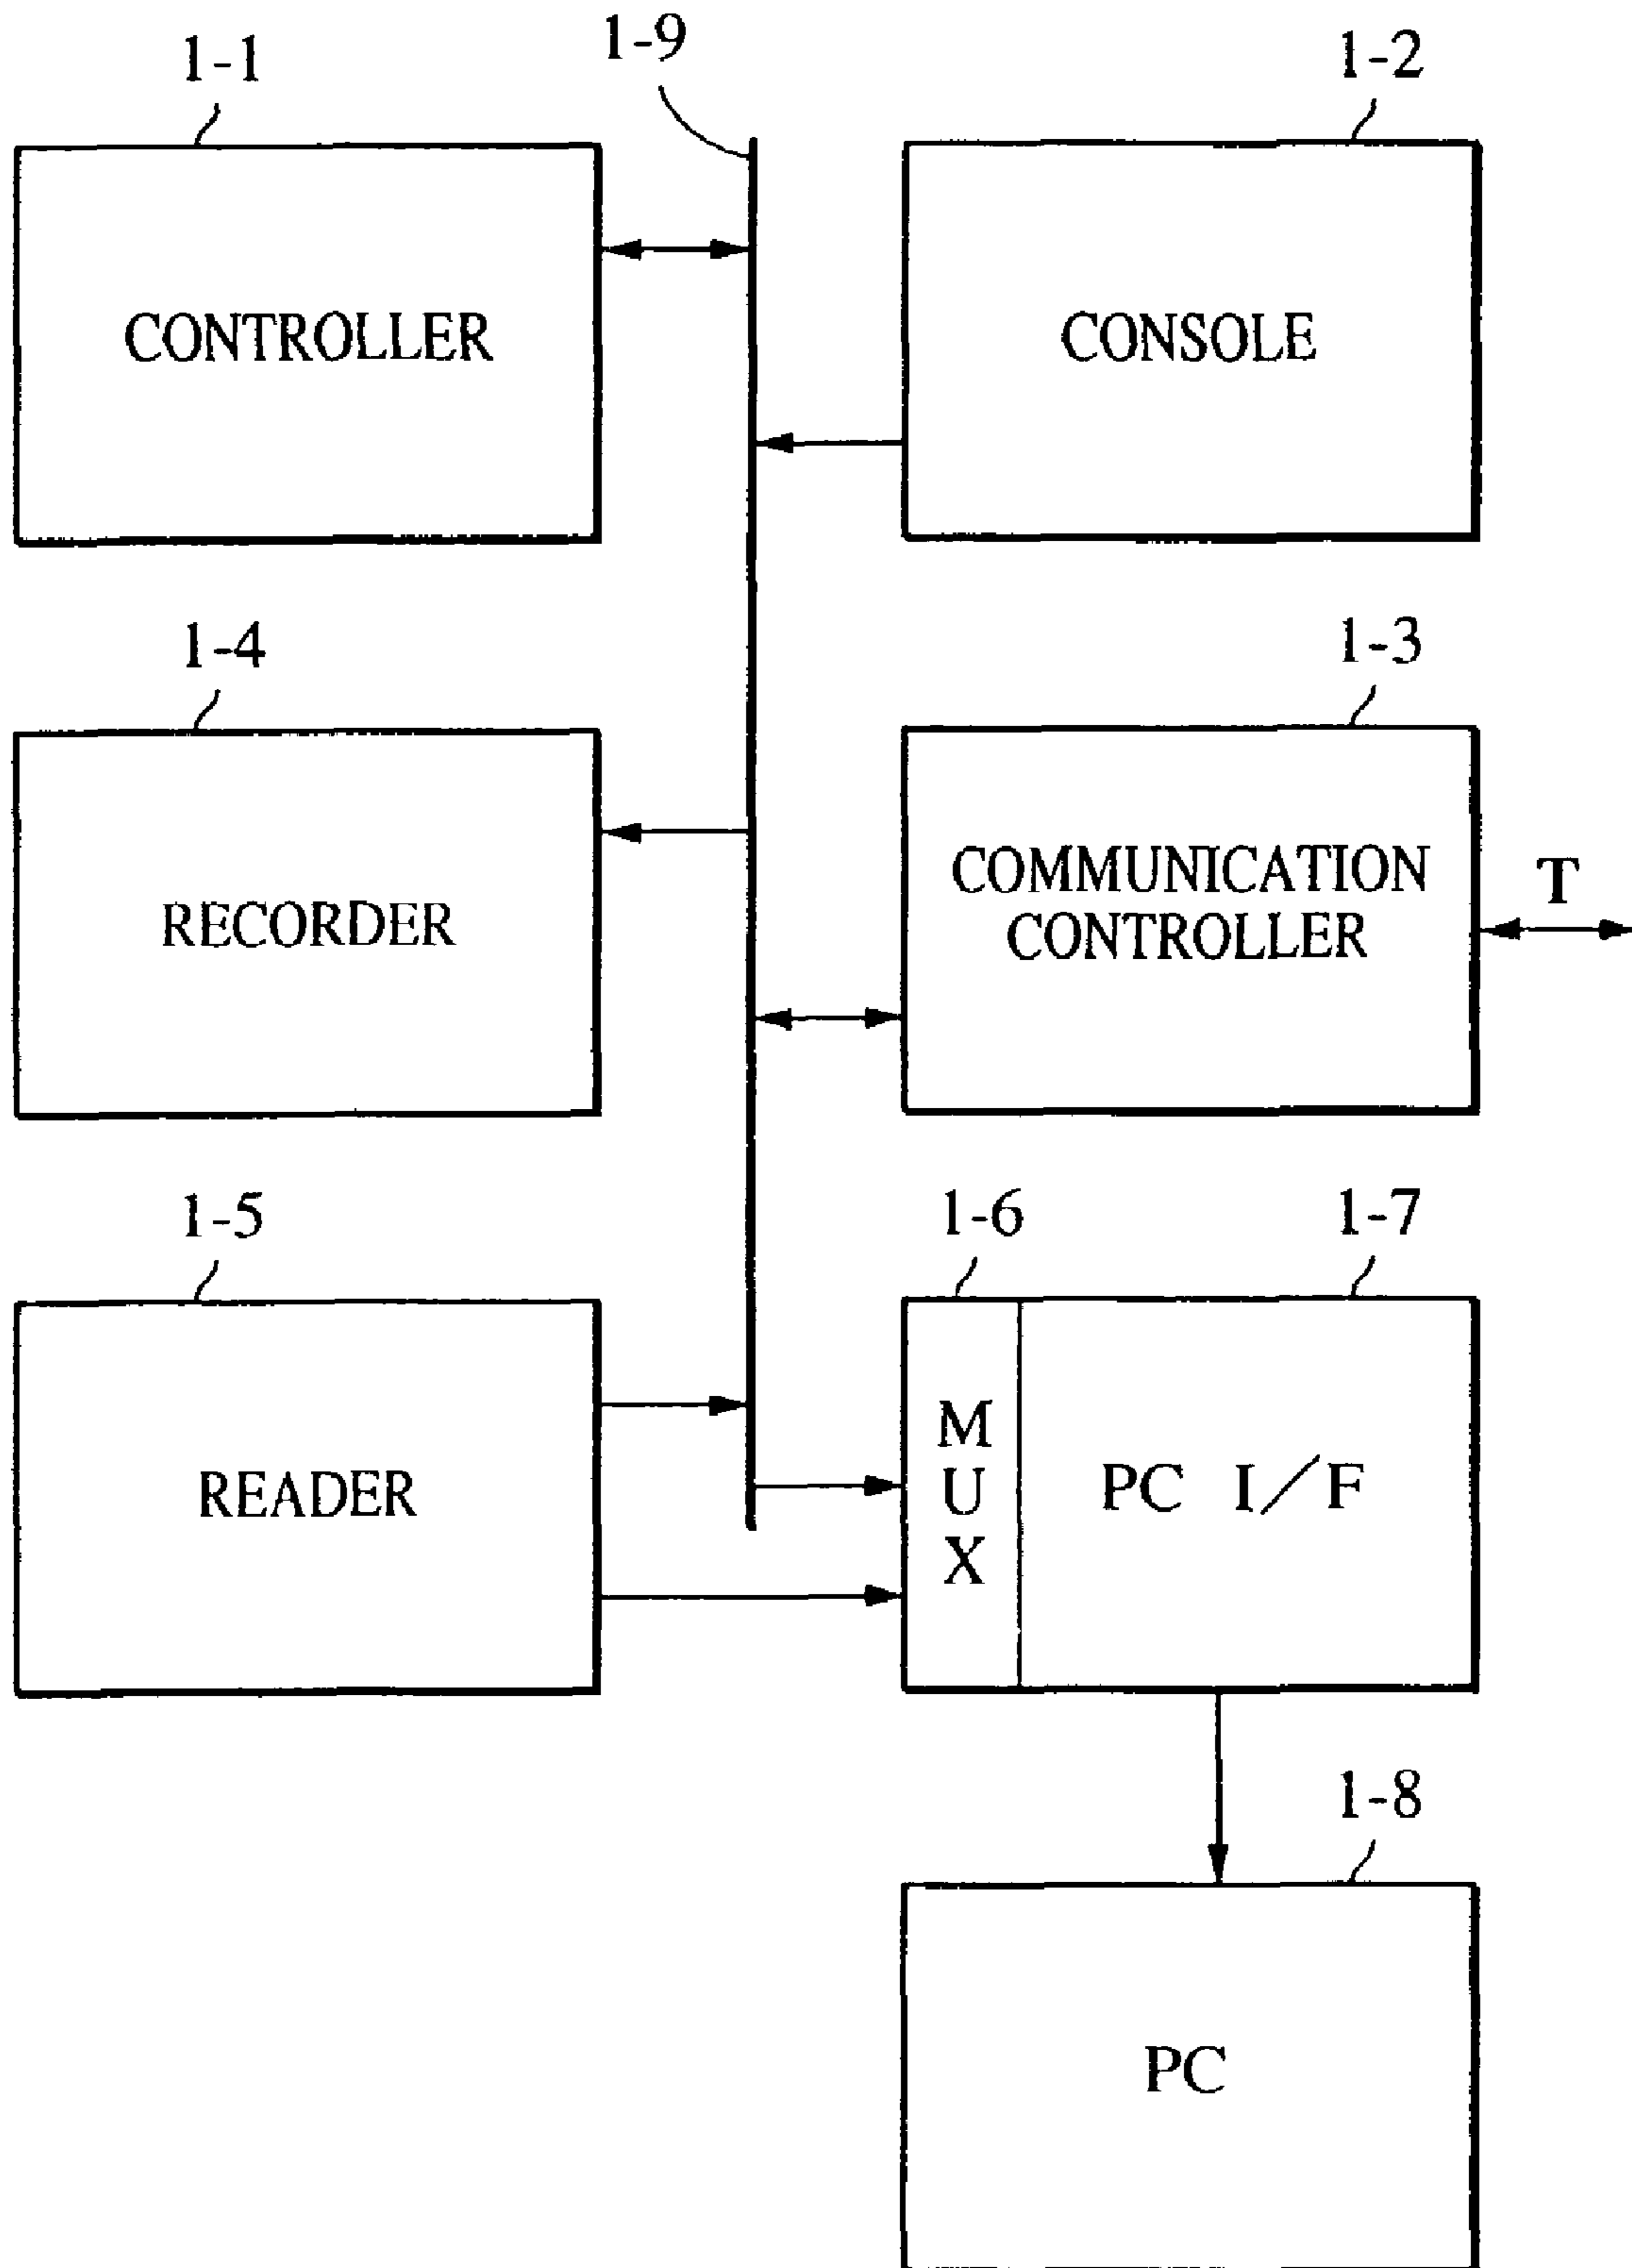 1-1
1-9
1-2
CONTROLLER
CONSOLE
1-4
1-3
RECORDER
COMMUNICATION
CONTROLLER
T
1-5
1-6
1-7
READER
MUX
PC I/F
1-8
PC